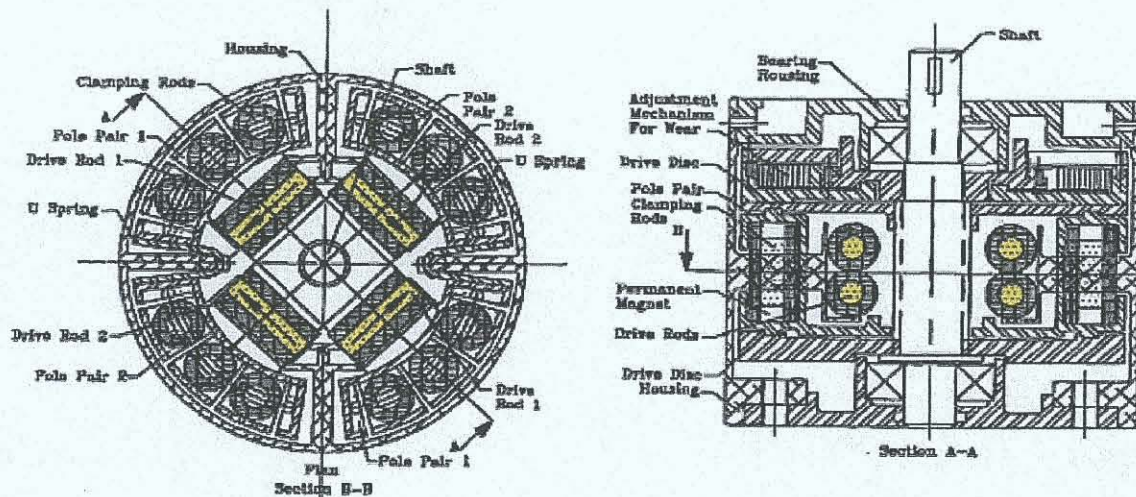 Housing
Shaft
Clamping Rods
A
Pole
Pair 2
Drive
Rod 2
Pole Pair 1
Drive Rod 1
U Spring
U Spring
Drive Rod 2
Pole Pair 2
Drive
Rod 1
A
Pole Pair 1
Plan
Section B-B
Shaft
Bearing
Housing
Adjustment
Mechanism
For Wear
Drive Disc
Pole Pair
Clamping
Rods
B
Permanent
Magnet
Drive Rods
Drive Disc
Housing
Section A-A